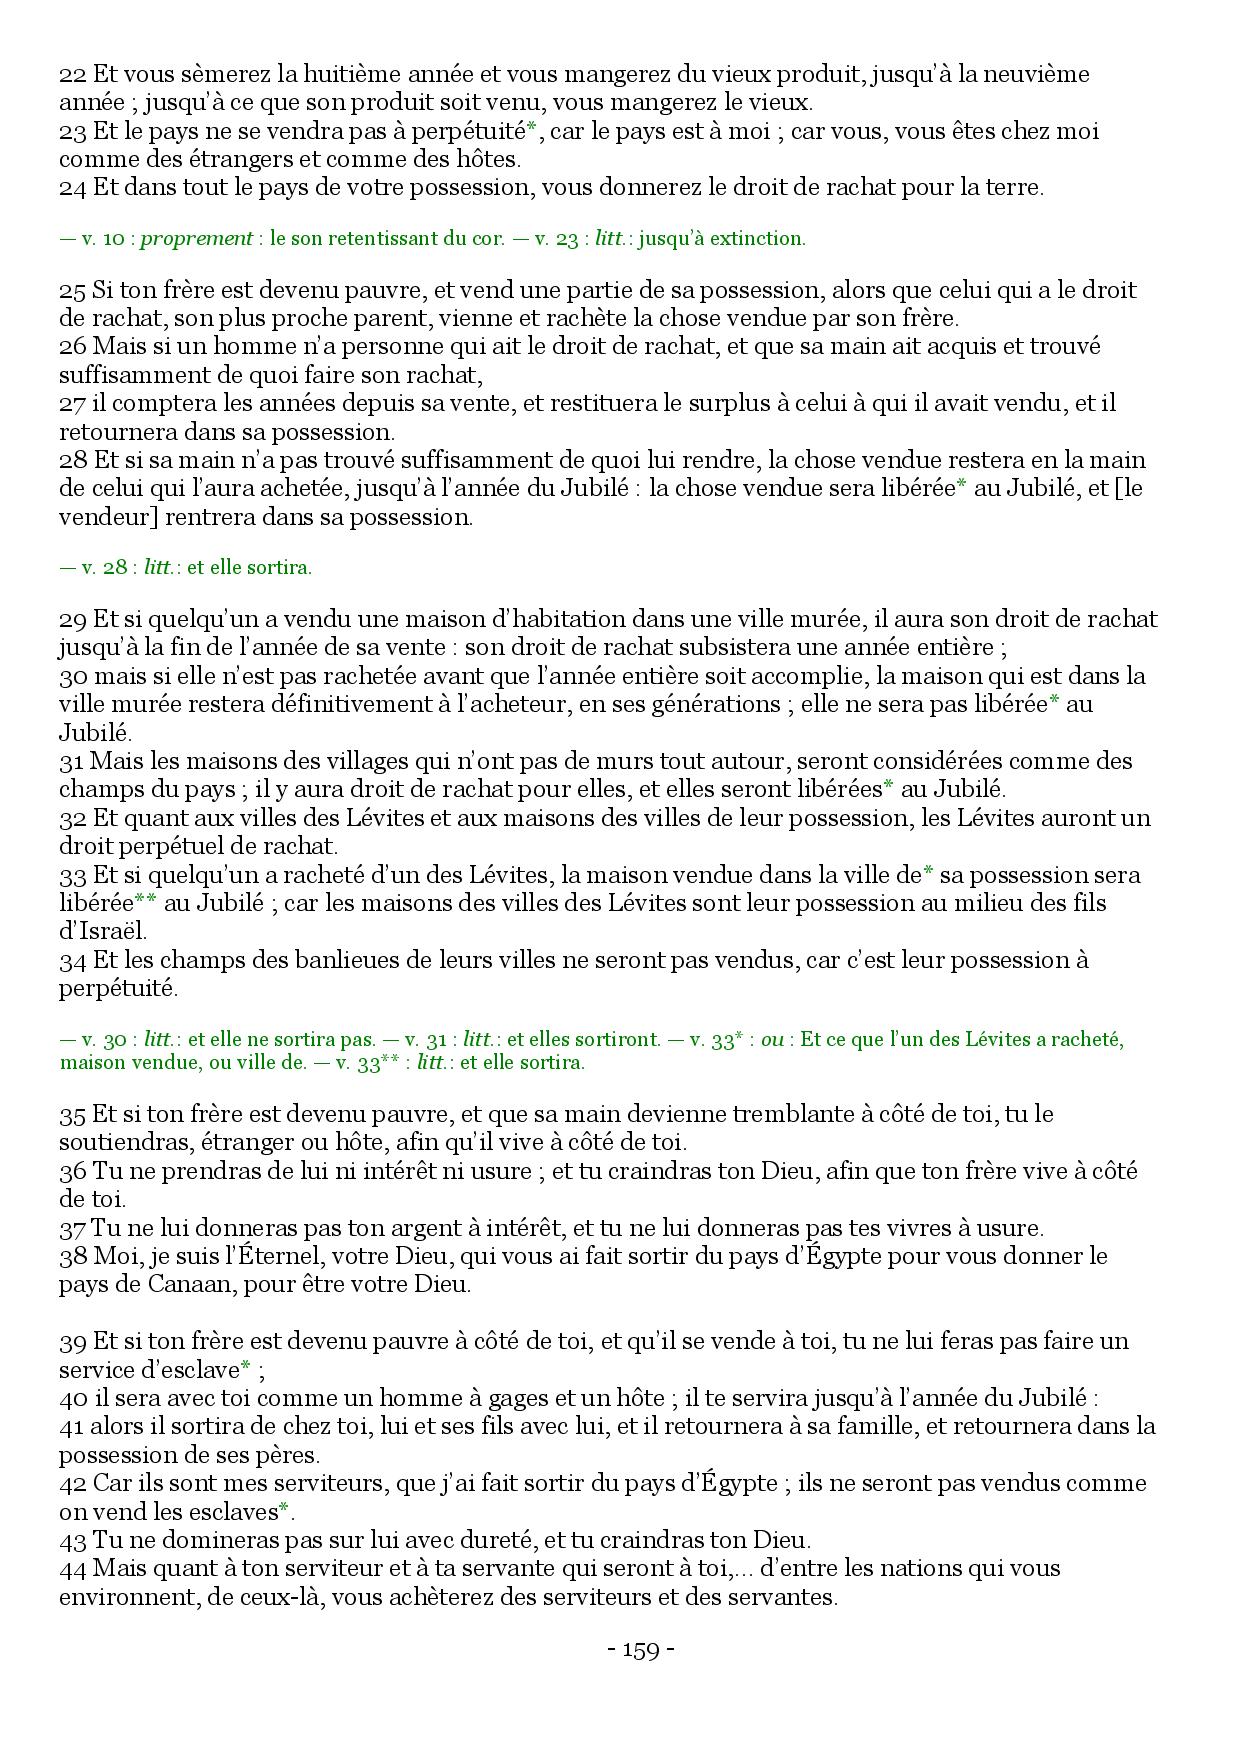 22 Et vous sèmerez la huitième année et vous mangerez du vieux produit, jusqu’à la neuvième
année ; jusqu’à ce que son produit soit venu, vous mangerez le vieux.
23 Et le pays ne se vendra pas à perpétuité*, car le pays est à moi ; car vous, vous êtes chez moi
comme des étrangers et comme des hôtes.
24 Et dans tout le pays de votre possession, vous donnerez le droit de rachat pour la terre.
— v. 10 : proprement : le son retentissant du cor. — v. 23 : litt.: jusqu’à extinction.
25 Si ton frère est devenu pauvre, et vend une partie de sa possession, alors que celui qui a le droit
de rachat, son plus proche parent, vienne et rachète la chose vendue par son frère.
26 Mais si un homme n’a personne qui ait le droit de rachat, et que sa main ait acquis et trouvé
suffisamment de quoi faire son rachat,
27 il comptera les années depuis sa vente, et restituera le surplus à celui à qui il avait vendu, et il
retournera dans sa possession.
28 Et si sa main n’a pas trouvé suffisamment de quoi lui rendre, la chose vendue restera en la main
de celui qui l’aura achetée, jusqu’à l’année du Jubilé : la chose vendue sera libérée* au Jubilé, et [le
vendeur] rentrera dans sa possession.
— v. 28 : litt.: et elle sortira.
29 Et si quelqu’un a vendu une maison d’habitation dans une ville murée, il aura son droit de rachat
jusqu’à la fin de l’année de sa vente : son droit de rachat subsistera une année entière ;
30 mais si elle n’est pas rachetée avant que l’année entière soit accomplie, la maison qui est dans la
ville murée restera définitivement à l’acheteur, en ses générations ; elle ne sera pas libérée* au
Jubilé.
31 Mais les maisons des villages qui n’ont pas de murs tout autour, seront considérées comme des
champs du pays ; il y aura droit de rachat pour elles, et elles seront libérées* au Jubilé.
32 Et quant aux villes des Lévites et aux maisons des villes de leur possession, les Lévites auront un
droit perpétuel de rachat.
33 Et si quelqu’un a racheté d’un des Lévites, la maison vendue dans la ville de* sa possession sera
libérée** au Jubilé ; car les maisons des villes des Lévites sont leur possession au milieu des fils
d’Israël.
34 Et les champs des banlieues de leurs villes ne seront pas vendus, car c’est leur possession à
perpétuité.
— v. 30 : litt.: et elle ne sortira pas. — v. 31 : litt.: et elles sortiront. — v. 33* : ou : Et ce que l’un des Lévites a racheté,
maison vendue, ou ville de. — v. 33** : litt.: et elle sortira.
35 Et si ton frère est devenu pauvre, et que sa main devienne tremblante à côté de toi, tu le
soutiendras, étranger ou hôte, afin qu’il vive à côté de toi.
36 Tu ne prendras de lui ni intérêt ni usure ; et tu craindras ton Dieu, afin que ton frère vive à côté
de toi.
37 Tu ne lui donneras pas ton argent à intérêt, et tu ne lui donneras pas tes vivres à usure.
38 Moi, je suis l’Éternel, votre Dieu, qui vous ai fait sortir du pays d’Égypte pour vous donner le
pays de Canaan, pour être votre Dieu.
39 Et si ton frère est devenu pauvre à côté de toi, et qu’il se vende à toi, tu ne lui feras pas faire un
service d’esclave* ;
40 il sera avec toi comme un homme à gages et un hôte ; il te servira jusqu’à l’année du Jubilé :
41 alors il sortira de chez toi, lui et ses fils avec lui, et il retournera à sa famille, et retournera dans la
possession de ses pères.
42 Car ils sont mes serviteurs, que j’ai fait sortir du pays d’Égypte ; ils ne seront pas vendus comme
on vend les esclaves*.
43 Tu ne domineras pas sur lui avec dureté, et tu craindras ton Dieu.
44 Mais quant à ton serviteur et à ta servante qui seront à toi,… d’entre les nations qui vous
environnent, de ceux-là, vous achèterez des serviteurs et des servantes.
- 159 -